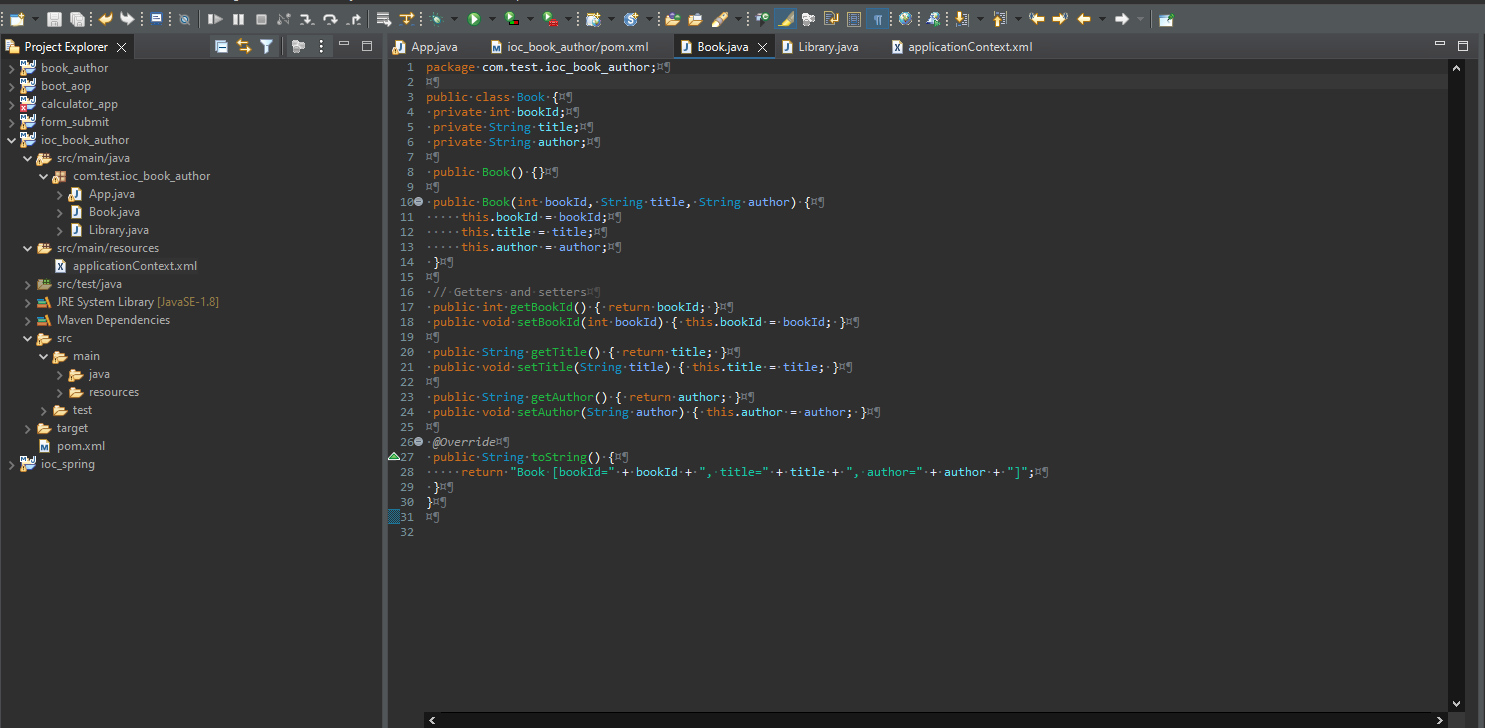 Project Explorer
App.java
ioc_book_author/pom.xml
Book.java
Library.java
applicationContext.xml
book_author
boot_aop
calculator_app
form_submit
ioc_book_author
src/main/java
com.test.ioc_book_author
App.java
Book.java
Library.java
src/main/resources
applicationContext.xml
src/test/java
JRE System Library [JavaSE-1.8]
Maven Dependencies
src
main
java
resources
test
target
pom.xml
ioc_spring
1 package·com.test.ioc_book_author;¤¶
2 ¤¶
3 public·class·Book·{¤¶
4 ·private·int·bookId;¤¶
5 ·private·String·title;¤¶
6 ·private·String·author;¤¶
7 ¤¶
8 ·public·Book()·{}¤¶
9 ¤¶
10 ·public·Book(int·bookId,·String·title,·String·author)·{¤¶
11 ·····this.bookId·=·bookId;¤¶
12 ·····this.title·=·title;¤¶
13 ·····this.author·=·author;¤¶
14 ·}¤¶
15 ¤¶
16 ·//·Getters·and·setters¤¶
17 ·public·int·getBookId()·{·return·bookId;·}¤¶
18 ·public·void·setBookId(int·bookId)·{·this.bookId·=·bookId;·}¤¶
19 ¤¶
20 ·public·String·getTitle()·{·return·title;·}¤¶
21 ·public·void·setTitle(String·title)·{·this.title·=·title;·}¤¶
22 ¤¶
23 ·public·String·getAuthor()·{·return·author;·}¤¶
24 ·public·void·setAuthor(String·author)·{·this.author·=·author;·}¤¶
25 ¤¶
26 ·@Override¤¶
27 ·public·String·toString()·{¤¶
28 ·····return·"Book·[bookId="·+·bookId·+·",·title="·+·title·+·",·author="·+·author·+·"]";¤¶
29 ·}¤¶
30 }¤¶
31 ¤¶
32